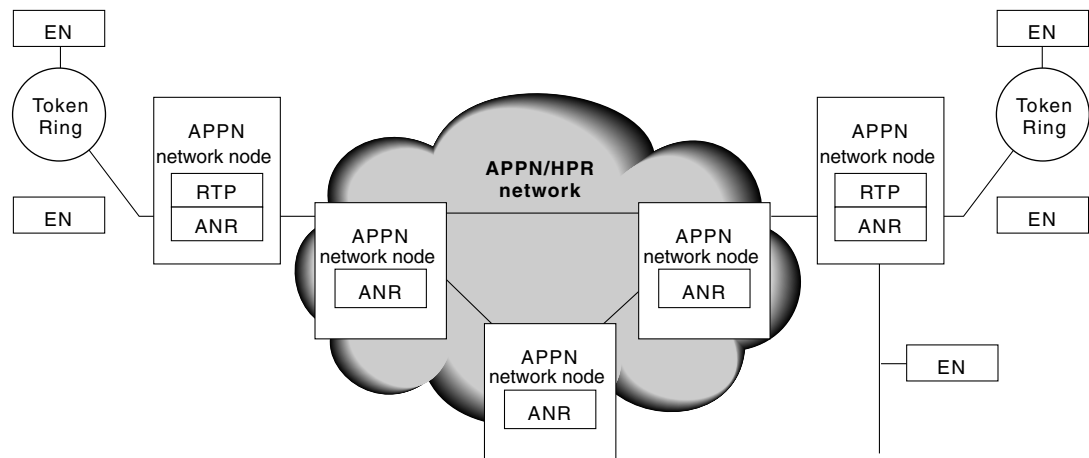 EN
Token
Ring
EN
APPN
network node
RTP
ANR
APPN/HPR
network
APPN
network node
ANR
APPN
network node
ANR
APPN
network node
ANR
APPN
network node
RTP
ANR
EN
Token
Ring
EN
EN